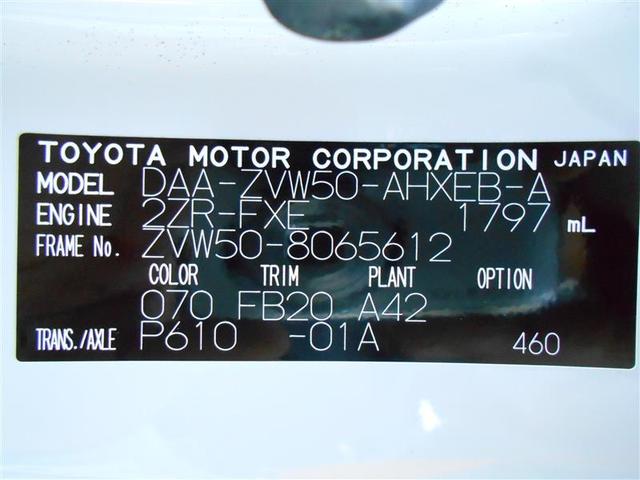 TOYOTA MOTOR CORPORATION JAPAN
MODEL DAA-ZVW50-AHXEB-A
ENGINE 2ZR-FXE 1797 mL
FRAME No. ZVW50-8065612
COLOR TRIM PLANT OPTION
070 FB20 A42
TRANS./AXLE P610 -01A 460